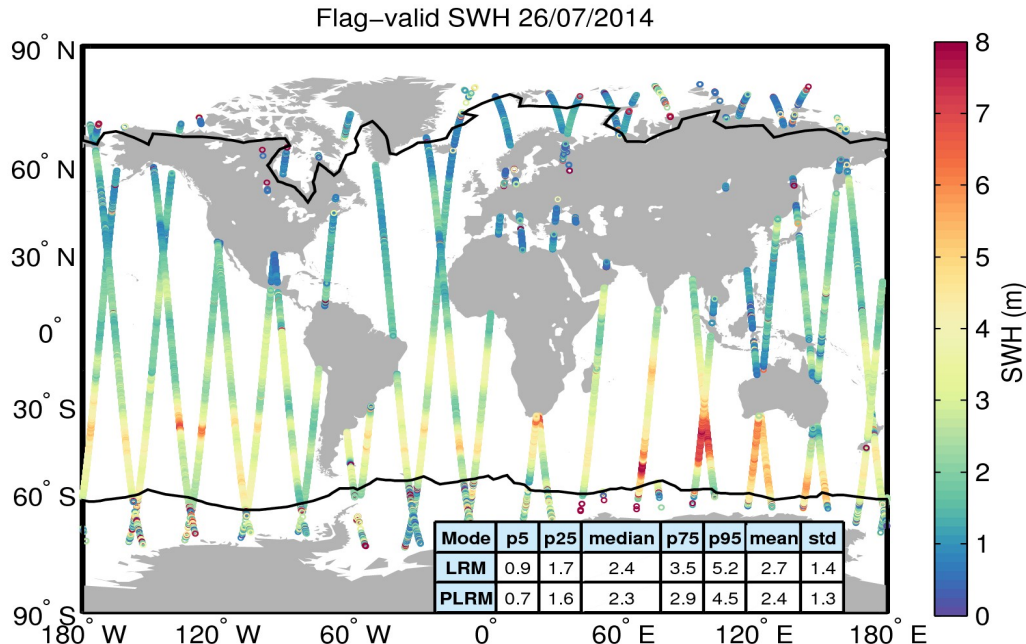 Flag−valid SWH 26/07/2014
90° N
60° N
30° N
0°
30° S
60° S
90° S
180° W 120° W 60° W 0° 60° E 120° E 180° E
Mode p5 p25 median p75 p95 mean std
LRM 0.9 1.7 2.4 3.5 5.2 2.7 1.4
PLRM 0.7 1.6 2.3 2.9 4.5 2.4 1.3
8
7
6
5
4
3
2
1
0
SWH (m)